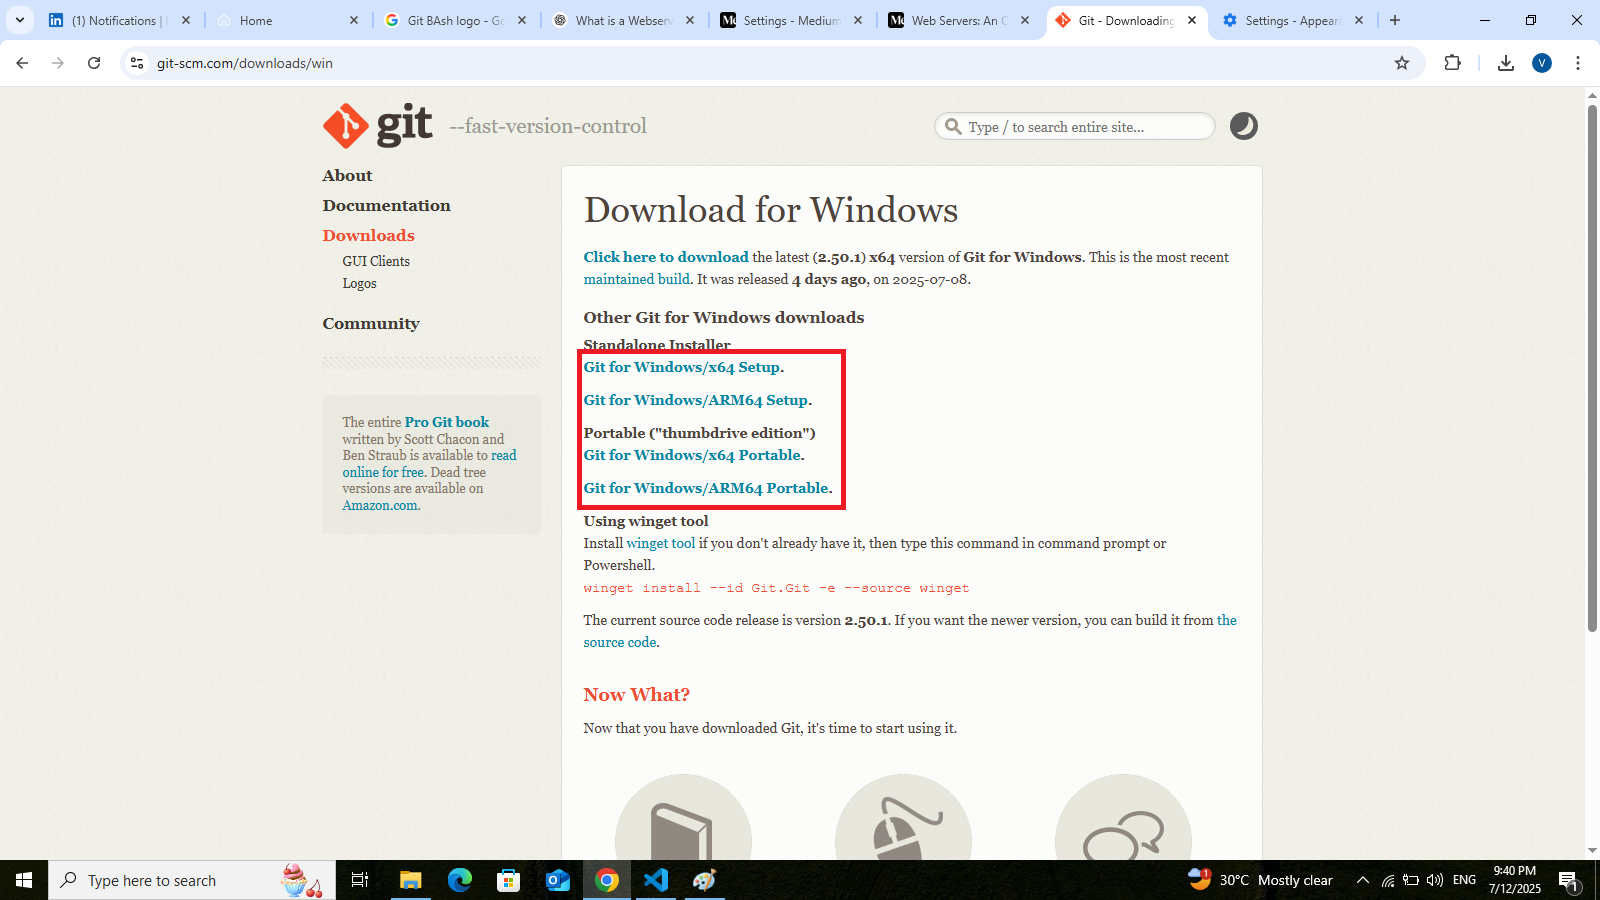 (1) Notifications | L
Home
Git BAsh logo - Go
What is a Webserv
Settings - Medium
Web Servers: An O
Git - Downloading
Settings - Appeara
git-scm.com/downloads/win
V
git --fast-version-control
Type / to search entire site...
About
Documentation
Downloads
GUI Clients
Logos
Community
The entire Pro Git book
written by Scott Chacon and
Ben Straub is available to read
online for free. Dead tree
versions are available on
Amazon.com.
Download for Windows
Click here to download the latest (2.50.1) x64 version of Git for Windows. This is the most recent
maintained build. It was released 4 days ago, on 2025-07-08.
Other Git for Windows downloads
Standalone Installer
Git for Windows/x64 Setup.
Git for Windows/ARM64 Setup.
Portable ("thumbdrive edition")
Git for Windows/x64 Portable.
Git for Windows/ARM64 Portable.
Using winget tool
Install winget tool if you don't already have it, then type this command in command prompt or
Powershell.
winget install --id Git.Git -e --source winget
The current source code release is version 2.50.1. If you want the newer version, you can build it from the
source code.
Now What?
Now that you have downloaded Git, it's time to start using it.
Type here to search
1
30°C Mostly clear
ENG
9:40 PM
7/12/2025
1